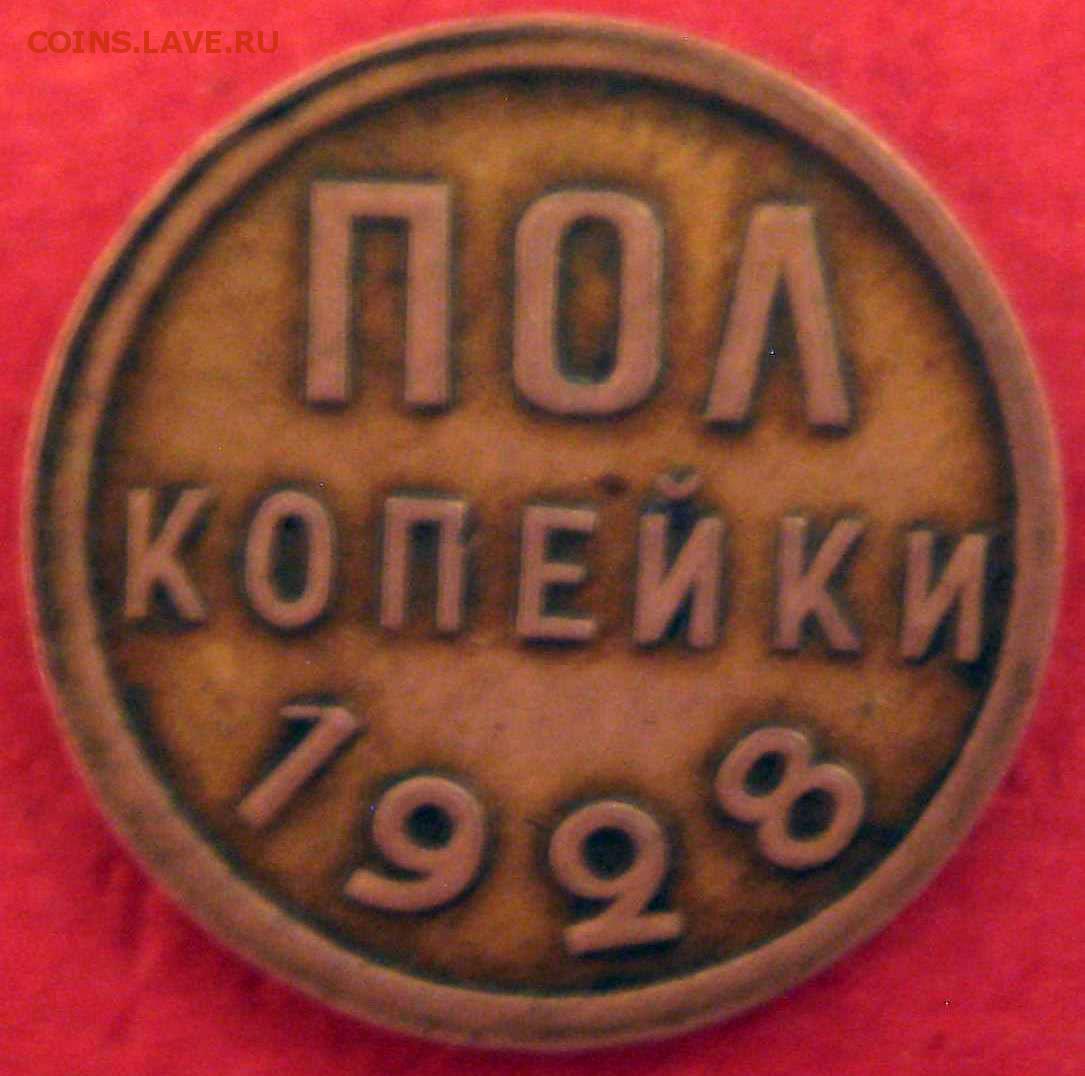 COINS.LAVE.RU
ПОЛ
КОПЕЙКИ
1928